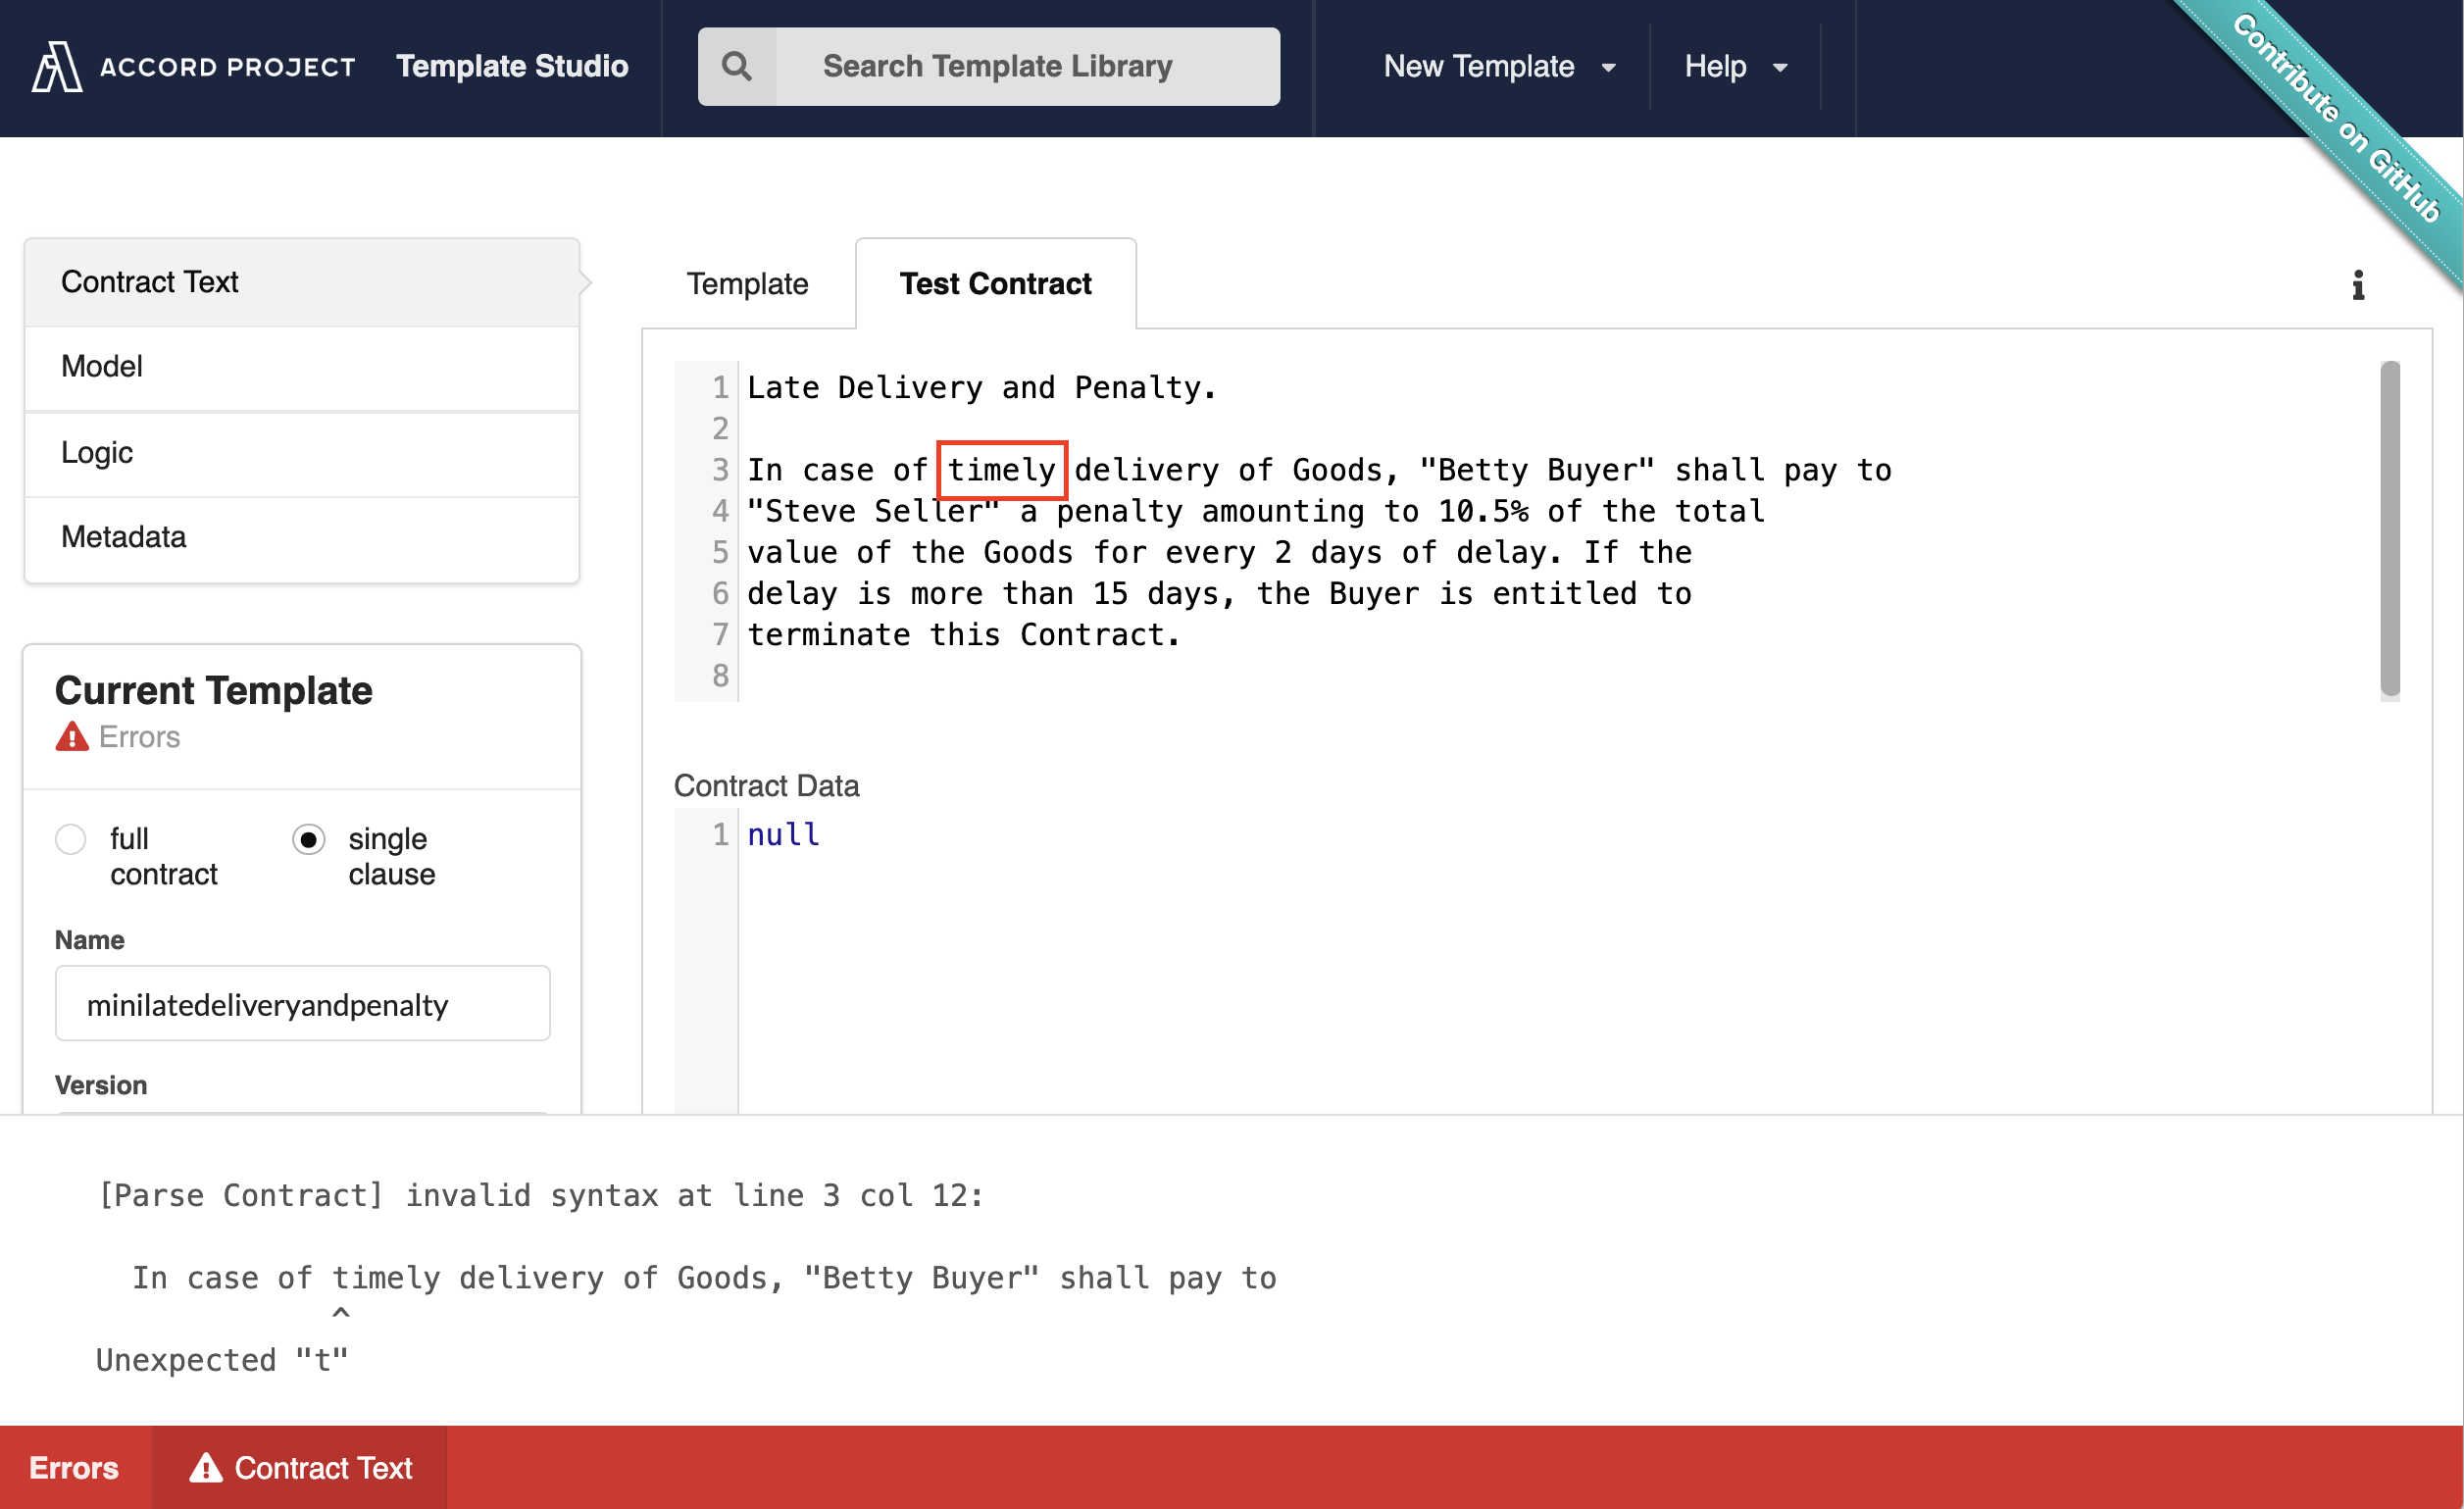 ACCORD PROJECT Template Studio Search Template Library New Template Help
Contribute on GitHub
Contract Text
Model
Logic
Metadata
Current Template
Errors
full contract
single clause
Name
minilatedeliveryandpenalty
Version
Template Test Contract
1 Late Delivery and Penalty.
2
3 In case of timely delivery of Goods, "Betty Buyer" shall pay to
4 "Steve Seller" a penalty amounting to 10.5% of the total
5 value of the Goods for every 2 days of delay. If the
6 delay is more than 15 days, the Buyer is entitled to
7 terminate this Contract.
8
Contract Data
1 null
[Parse Contract] invalid syntax at line 3 col 12:
In case of timely delivery of Goods, "Betty Buyer" shall pay to
^
Unexpected "t"
Errors Contract Text